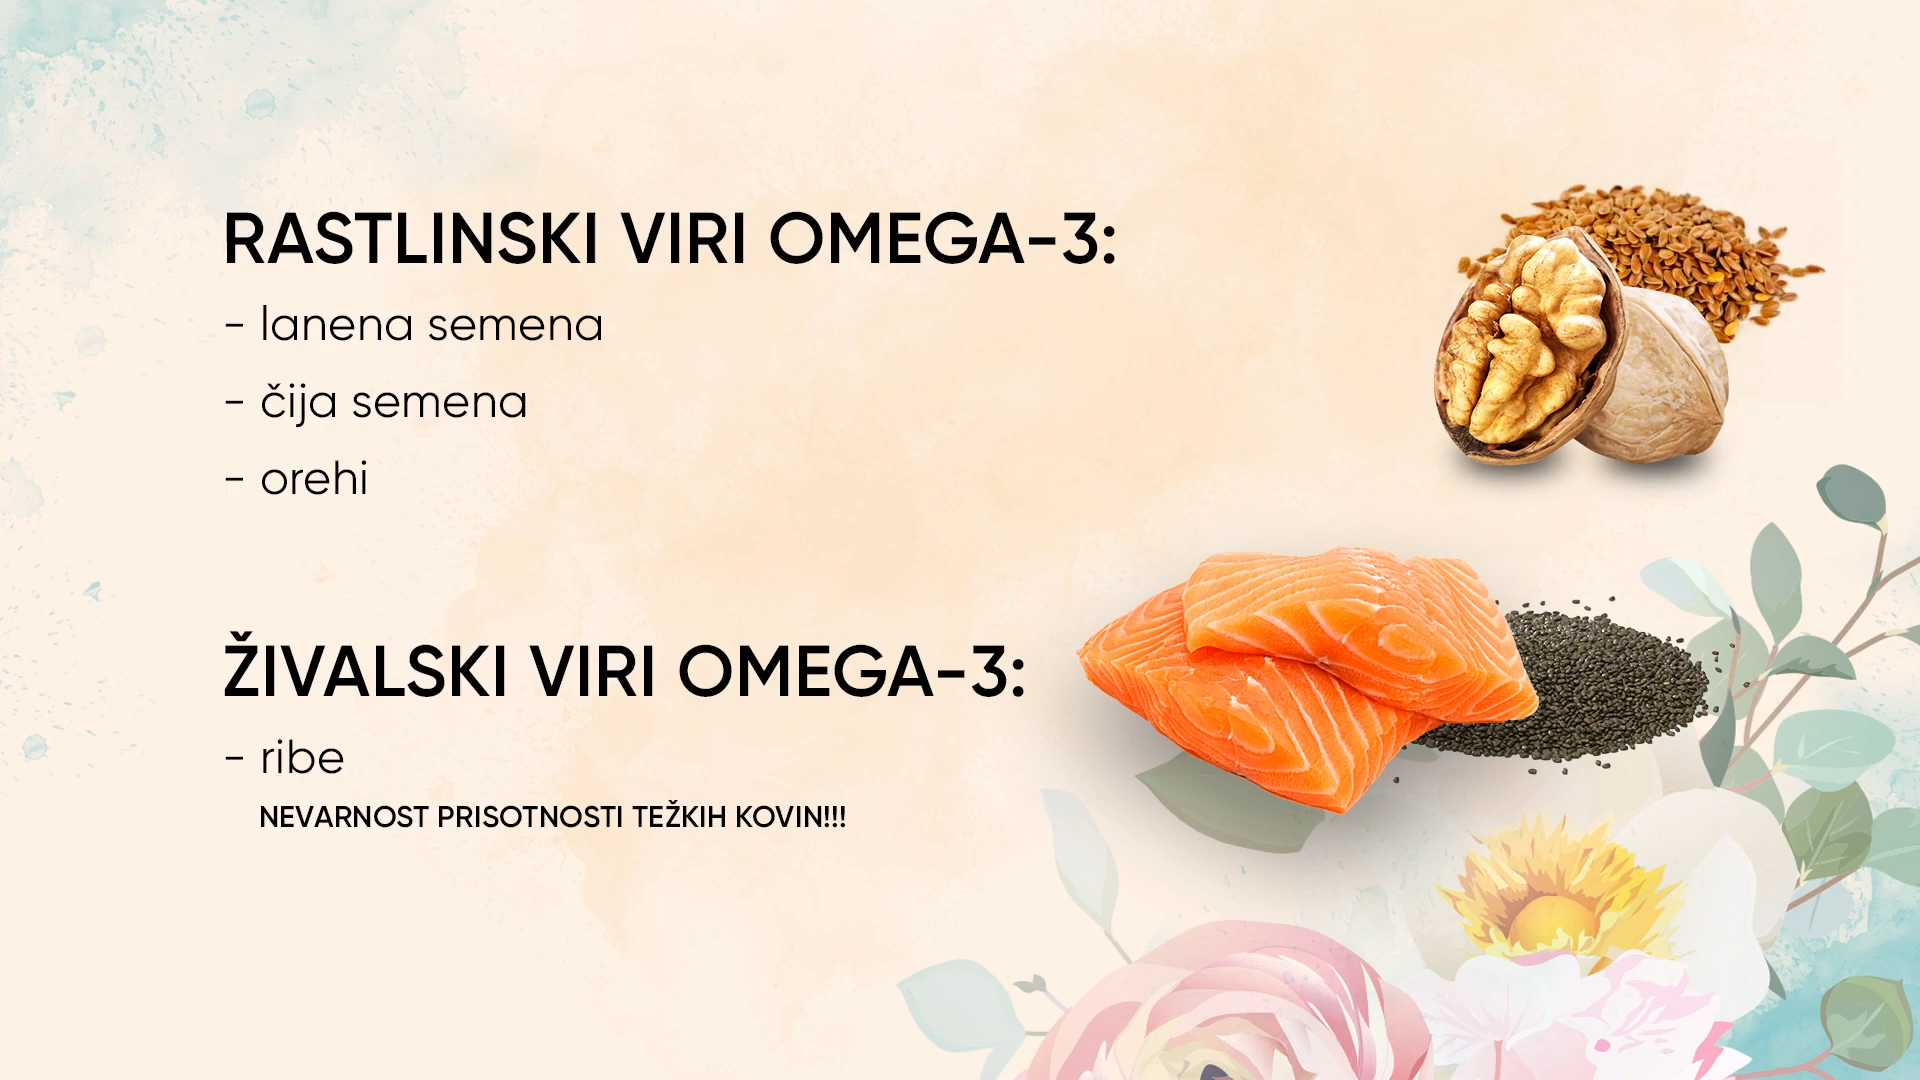 RASTLINSKI VIRI OMEGA-3:
- lanena semena
- čija semena
- orehi
ŽIVALSKI VIRI OMEGA-3:
- ribe
NEVARNOST PRISOTNOSTI TEŽKIH KOVIN!!!